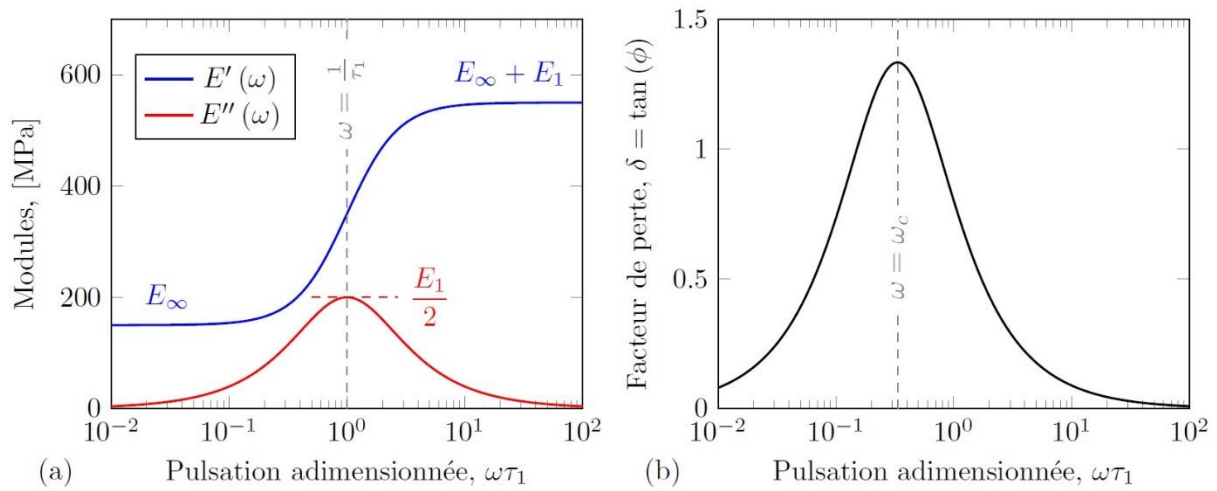 Modules, [MPa]
600
400
200
0
E′ (ω)
E″ (ω)
ω = 1/τ₁
E∞ + E₁
E∞
E₁/2
10⁻² 10⁻¹ 10⁰ 10¹ 10²
(a) Pulsation adimensionnée, ωτ₁
Facteur de perte, δ = tan (ϕ)
1.5
1
0.5
0
ω = ω_c
10⁻² 10⁻¹ 10⁰ 10¹ 10²
(b) Pulsation adimensionnée, ωτ₁